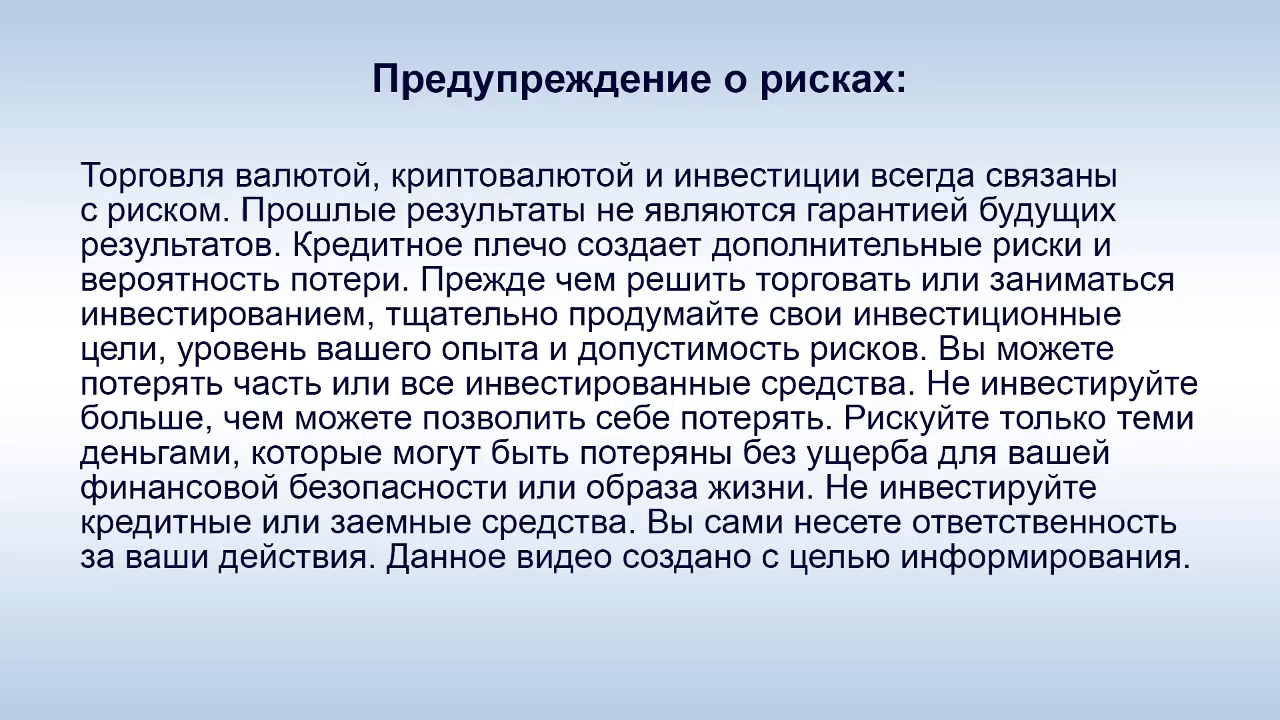 Предупреждение о рисках:
Торговля валютой, криптовалютой и инвестиции всегда связаны
с риском. Прошлые результаты не являются гарантией будущих
результатов. Кредитное плечо создает дополнительные риски и
вероятность потери. Прежде чем решить торговать или заниматься
инвестированием, тщательно продумайте свои инвестиционные
цели, уровень вашего опыта и допустимость рисков. Вы можете
потерять часть или все инвестированные средства. Не инвестируйте
больше, чем можете позволить себе потерять. Рискуйте только теми
деньгами, которые могут быть потеряны без ущерба для вашей
финансовой безопасности или образа жизни. Не инвестируйте
кредитные или заемные средства. Вы сами несете ответственность
за ваши действия. Данное видео создано с целью информирования.